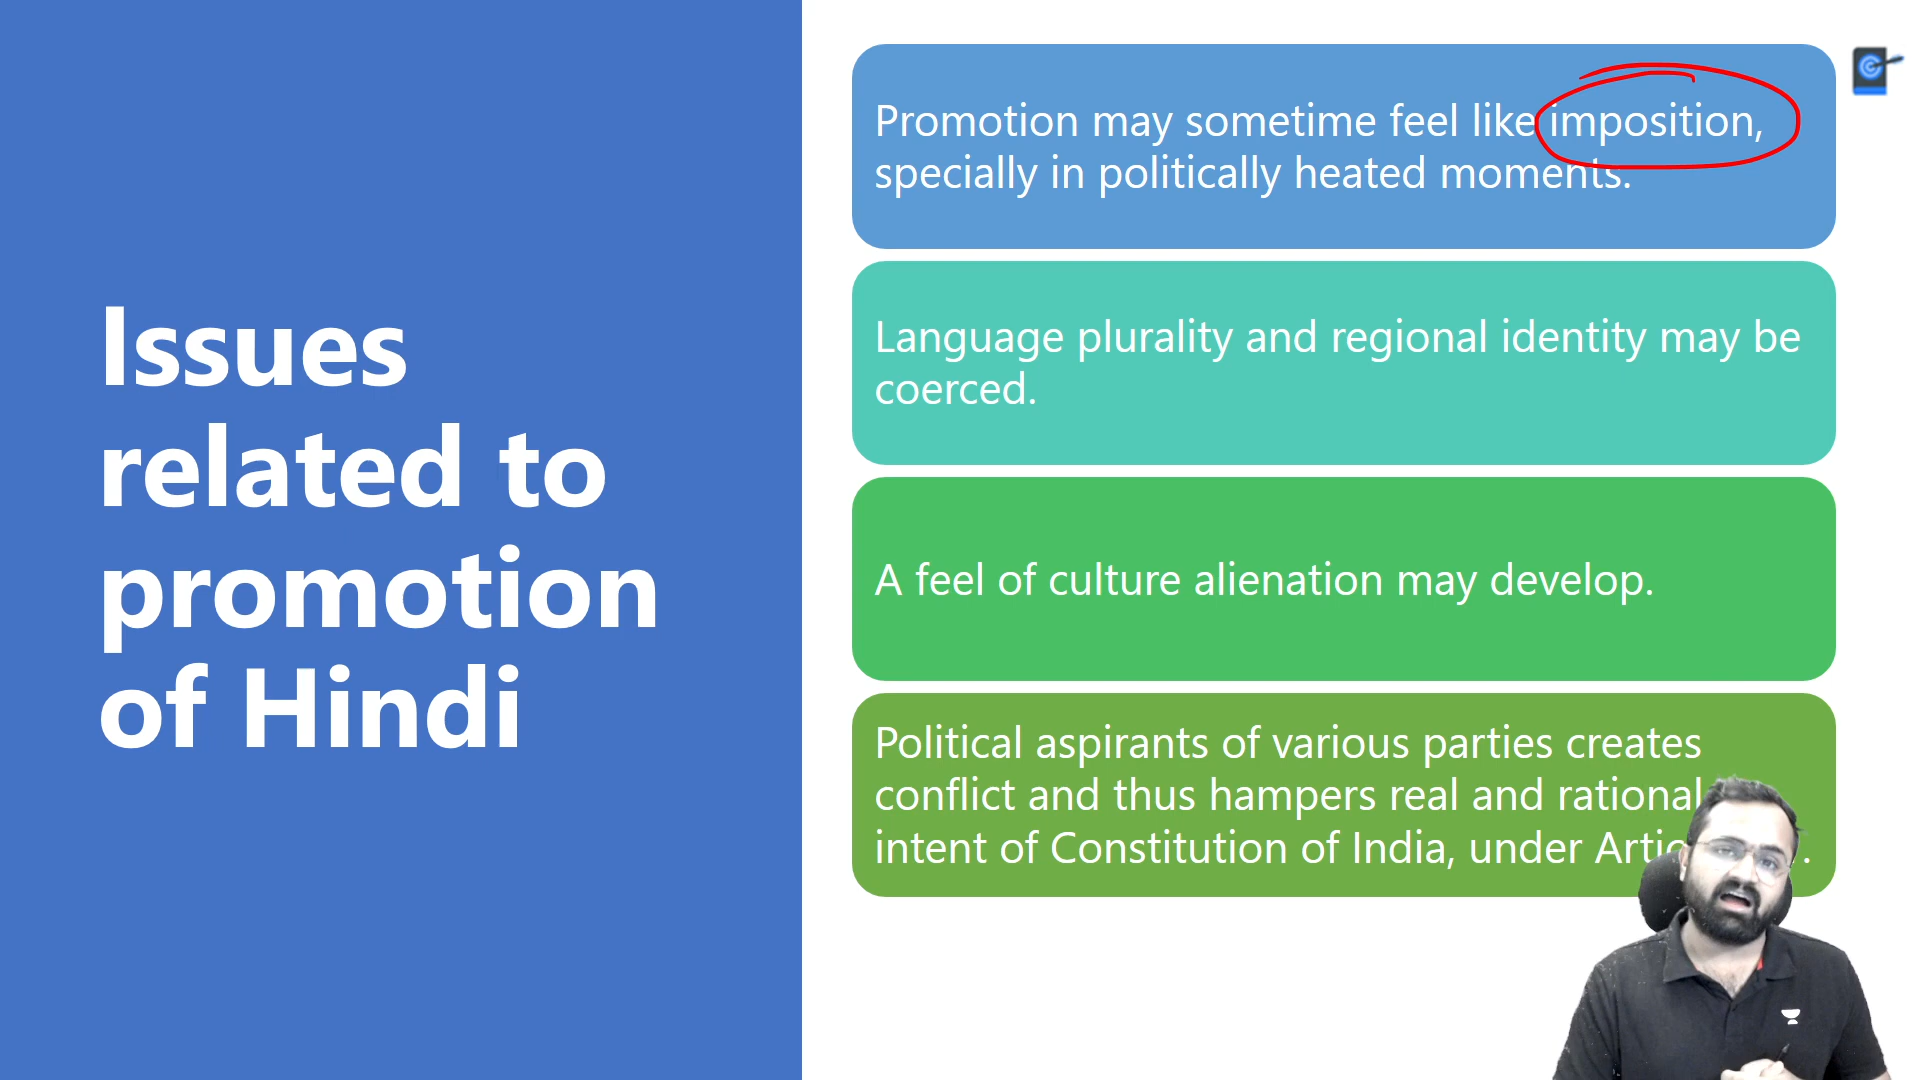 Issues
related to
promotion
of Hindi
Promotion may sometime feel like imposition,
specially in politically heated moments.
Language plurality and regional identity may be
coerced.
A feel of culture alienation may develop.
Political aspirants of various parties creates
conflict and thus hampers real and rational
intent of Constitution of India, under